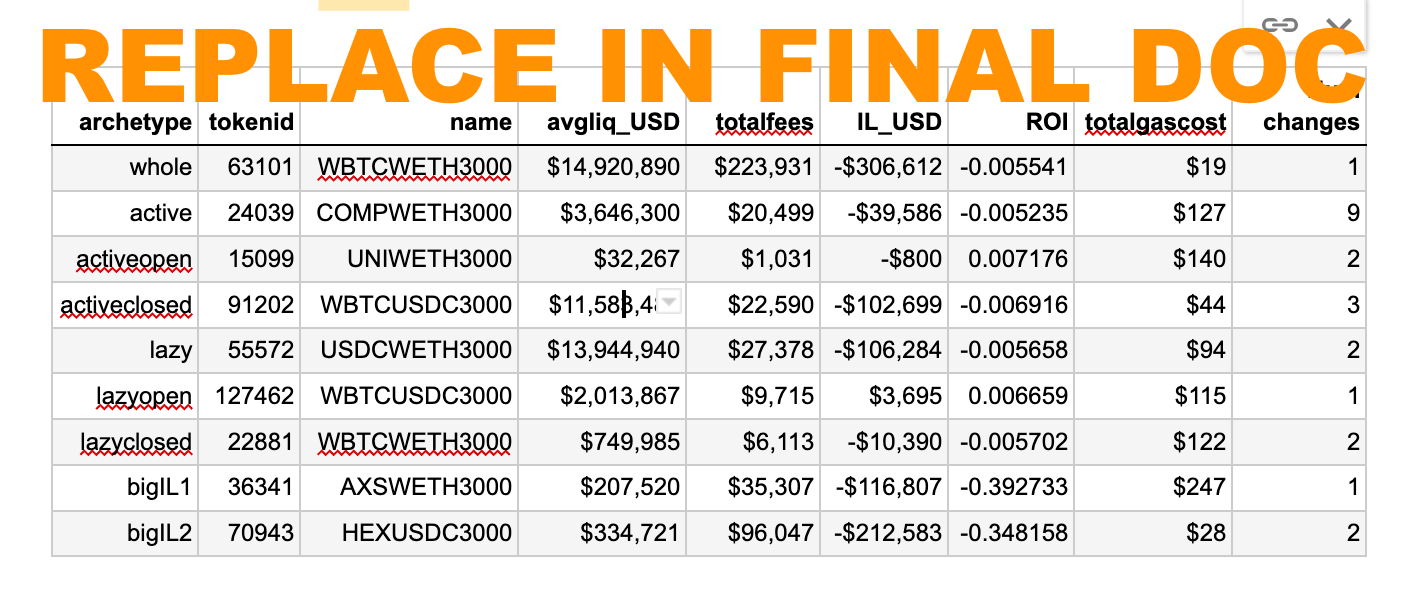 REPLACE IN FINAL DOC
archetype tokenid name avgliq_USD totalfees IL_USD ROI totalgascost changes
whole 63101 WBTCWETH3000 $14,920,890 $223,931 -$306,612 -0.005541 $19 1
active 24039 COMPWETH3000 $3,646,300 $20,499 -$39,586 -0.005235 $127 9
activeopen 15099 UNIWETH3000 $32,267 $1,031 -$800 0.007176 $140 2
activeclosed 91202 WBTCUSDC3000 $22,590 -$102,699 -0.006916 $44 3
lazy 55572 USDCWETH3000 $13,944,940 $27,378 -$106,284 -0.005658 $94 2
lazyopen 127462 WBTCUSDC3000 $2,013,867 $9,715 $3,695 0.006659 $115 1
lazyclosed 22881 WBTCWETH3000 $749,985 $6,113 -$10,390 -0.005702 $122 2
bigIL1 36341 AXSWETH3000 $207,520 $35,307 -$116,807 -0.392733 $247 1
bigIL2 70943 HEXUSDC3000 $334,721 $96,047 -$212,583 -0.348158 $28 2